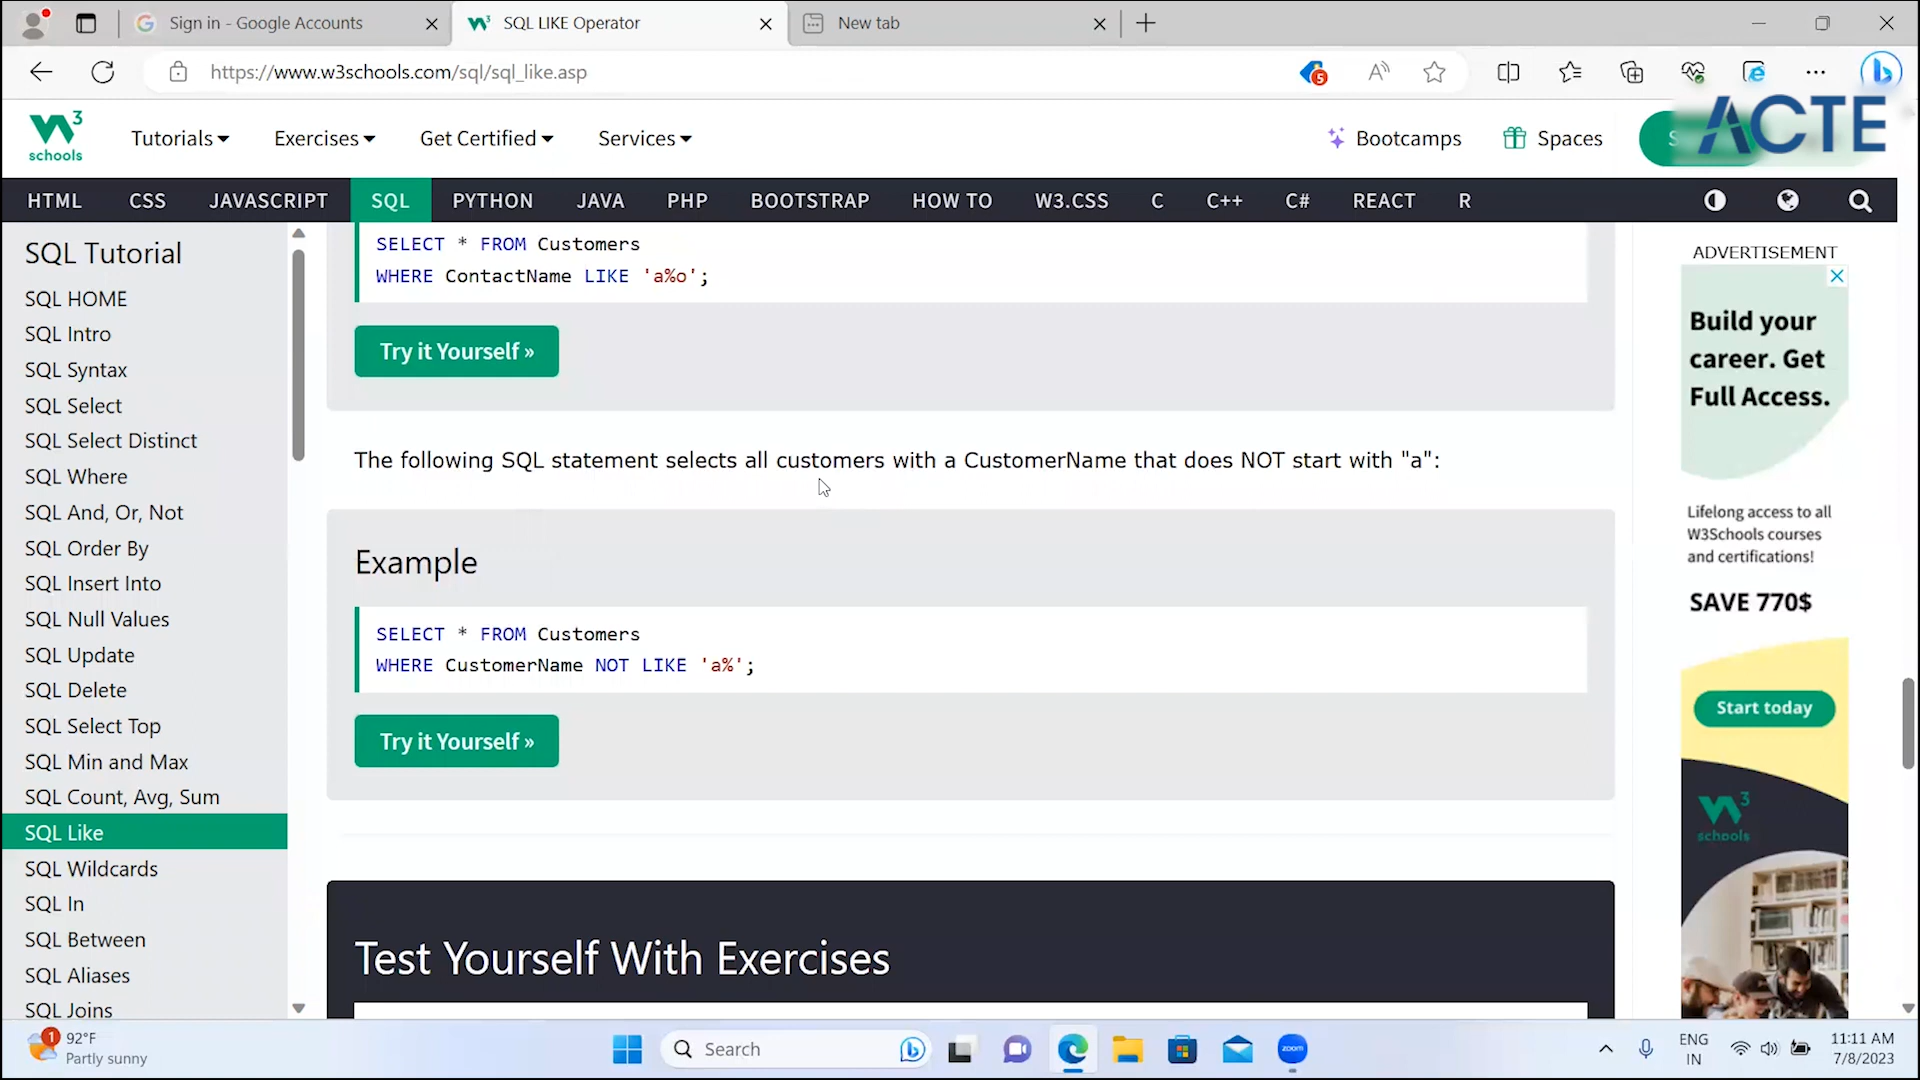 Sign in - Google Accounts
SQL LIKE Operator
New tab
https://www.w3schools.com/sql/sql_like.asp
5
3
schools
Tutorials
Exercises
Get Certified
Services
Bootcamps
Spaces
S
ACTE
HTML
CSS
JAVASCRIPT
SQL
PYTHON
JAVA
PHP
BOOTSTRAP
HOW TO
W3.CSS
C
C++
C#
REACT
R
SQL Tutorial
SQL HOME
SQL Intro
SQL Syntax
SQL Select
SQL Select Distinct
SQL Where
SQL And, Or, Not
SQL Order By
SQL Insert Into
SQL Null Values
SQL Update
SQL Delete
SQL Select Top
SQL Min and Max
SQL Count, Avg, Sum
SQL Like
SQL Wildcards
SQL In
SQL Between
SQL Aliases
SQL Joins
SELECT * FROM Customers
WHERE ContactName LIKE 'a%o';
Try it Yourself »
The following SQL statement selects all customers with a CustomerName that does NOT start with "a":
Example
SELECT * FROM Customers
WHERE CustomerName NOT LIKE 'a%';
Try it Yourself »
Test Yourself With Exercises
ADVERTISEMENT
Build your
career. Get
Full Access.
Lifelong access to all
W3Schools courses
and certifications!
SAVE 770$
Start today
3
schools
1
92°F
Partly sunny
Search
zoom
ENG
IN
11:11 AM
7/8/2023